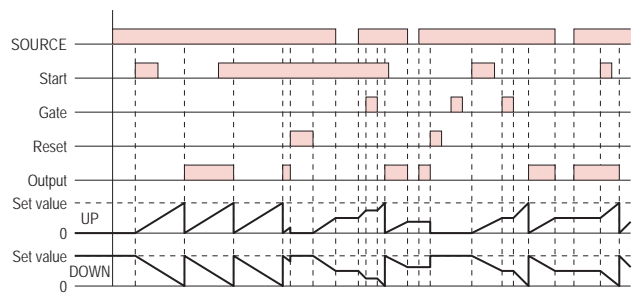 SOURCE
Start
Gate
Reset
Output
Set value
UP
0
Set value
DOWN
0